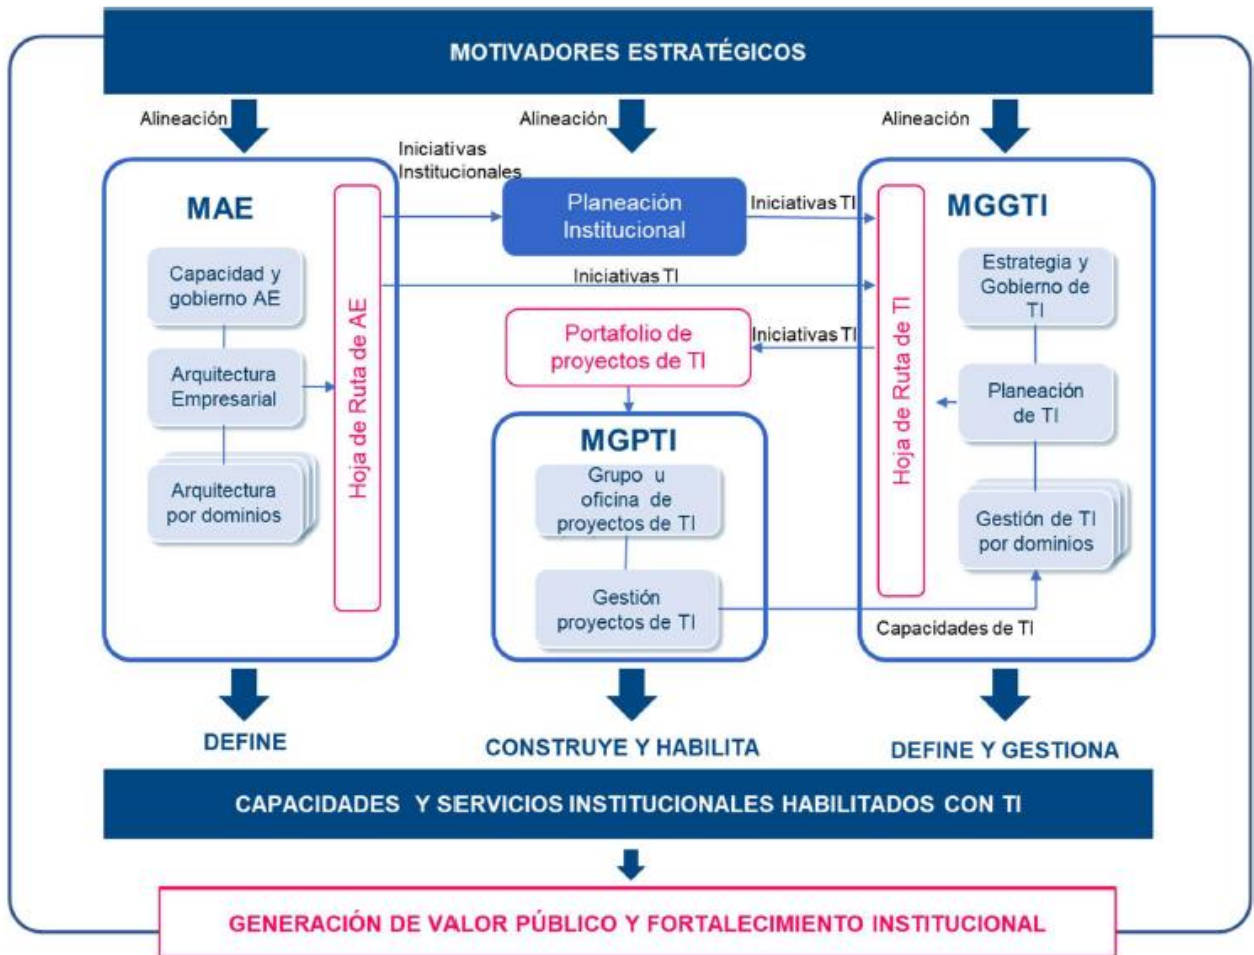 MOTIVADORES ESTRATÉGICOS
Alineación
Alineación
Alineación
Iniciativas
Institucionales
MAE
Capacidad y
gobierno AE
Arquitectura
Empresarial
Arquitectura
por dominios
Hoja de Ruta de AE
Planeación
Institucional
Iniciativas TI
Iniciativas TI
Portafolio de
proyectos de TI
Iniciativas TI
MGPTI
Grupo u
oficina de
proyectos de TI
Gestión
proyectos de TI
Hoja de Ruta de TI
MGGTI
Estrategia y
Gobierno de
TI
Planeación
de TI
Gestión de TI
por dominios
Capacidades de TI
DEFINE
CONSTRUYE Y HABILITA
DEFINE Y GESTIONA
CAPACIDADES Y SERVICIOS INSTITUCIONALES HABILITADOS CON TI
GENERACIÓN DE VALOR PÚBLICO Y FORTALECIMIENTO INSTITUCIONAL